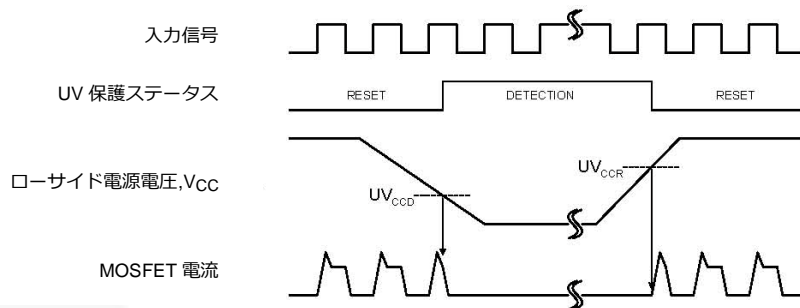 入力信号
UV 保護ステータス
RESET
DETECTION
RESET
ローサイド電源電圧,VCC
UVCCD
UVCCR
MOSFET 電流